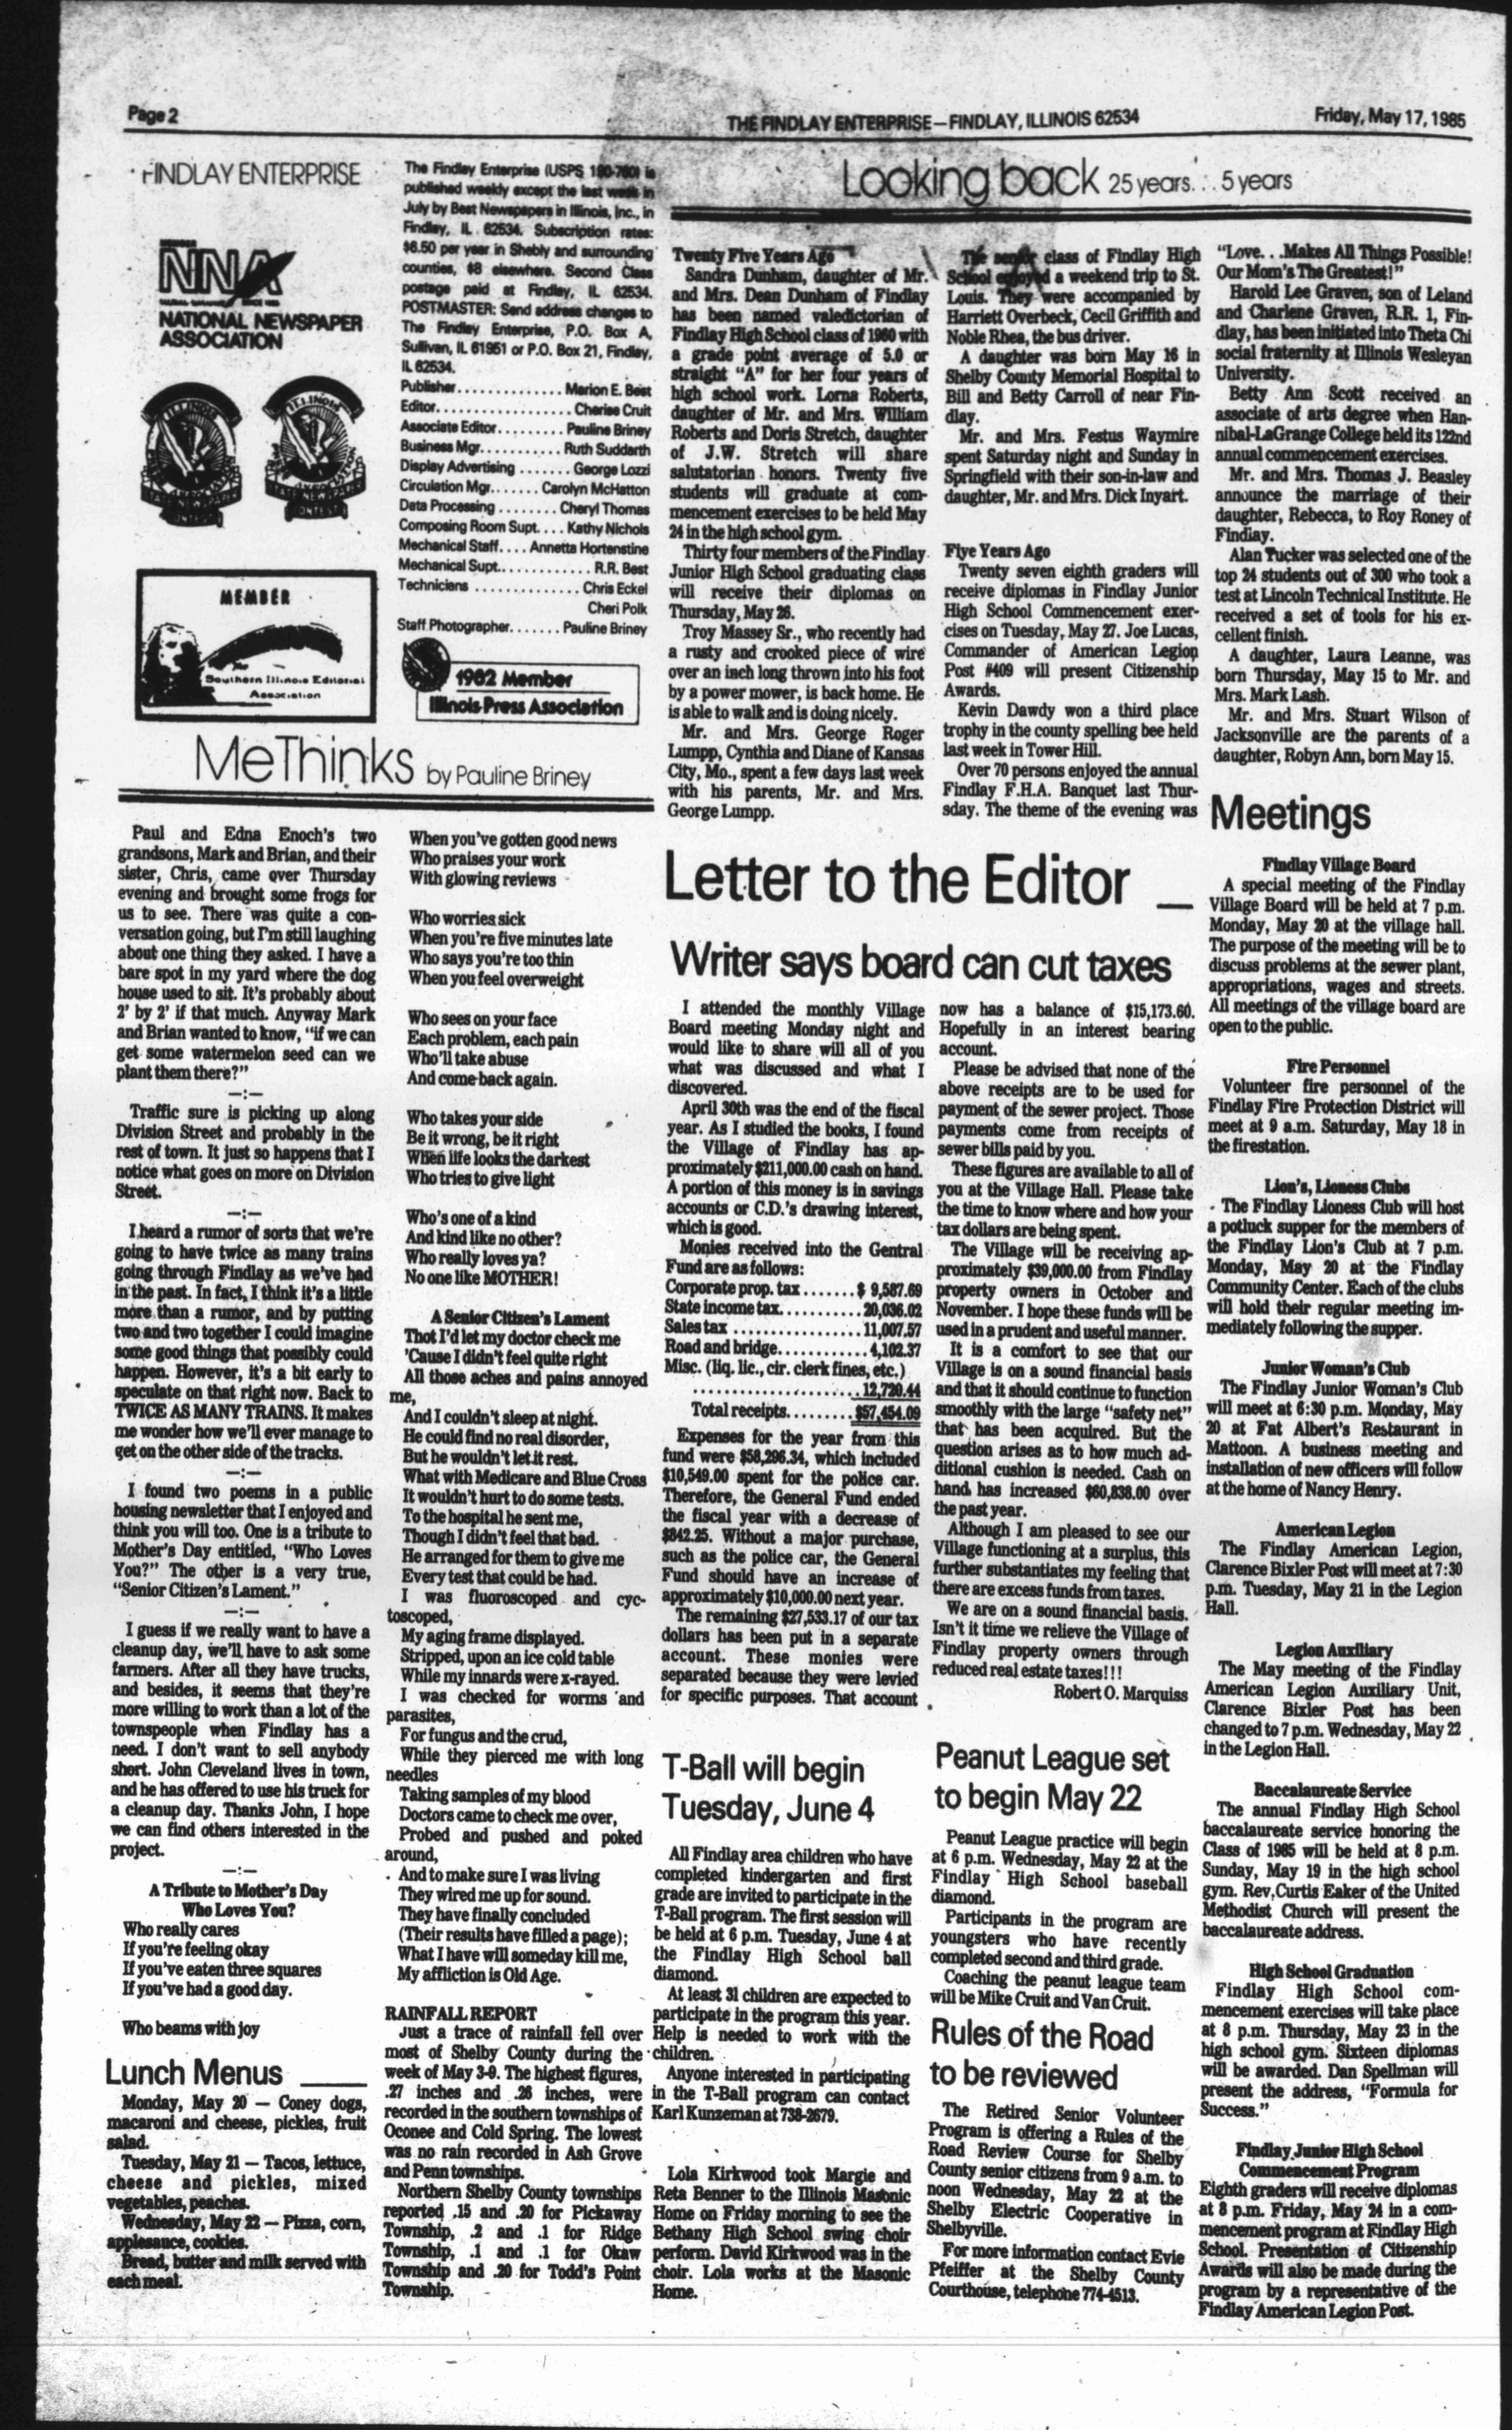 Page 2
THE FINDLAY ENTERPRISE—FINDLAY, ILLINOIS 62534
Friday, May 17, 1985
FINDLAY ENTERPRISE
MEMBER
NNA
NATIONAL NEWSPAPER
ASSOCIATION
MEMBER
Southern Illinois Editorial
Association
The Findlay Enterprise (USPS
published weekly except the last week in
July by Best Newspapers in Illinois, Inc., in
Findlay, IL 62534. Subscription rates:
$6.50 per year in Shebly and surrounding
counties, $8 elsewhere. Second Class
postage paid at Findlay, IL 62534.
POSTMASTER: Send address changes to
The Findlay Enterprise, P.O. Box A,
Sullivan, IL 61951 or P.O. Box 21, Findlay,
IL 62534.
Publisher............. Marion E. Best
Editor................. Cherise Cruit
Associate Editor......... Pauline Briney
Business Mgr........... Ruth Suddarth
Display Advertising ....... George Lozzi
Circulation Mgr....... Carolyn McHatton
Data Processing ........ Cheryl Thomas
Composing Room Supt.... Kathy Nichols
Mechanical Staff.... Annetta Hortenstine
Mechanical Supt............ R.R. Best
Technicians ............... Chris Eckel
Cheri Polk
Staff Photographer....... Pauline Briney
1982 Member
Illinois Press Association
MeThinks by Pauline Briney
Paul and Edna Enoch's two
grandsons, Mark and Brian, and their
sister, Chris, came over Thursday
evening and brought some frogs for
us to see. There was quite a con-
versation going, but I'm still laughing
about one thing they asked. I have a
bare spot in my yard where the dog
house used to sit. It's probably about
2' by 2' if that much. Anyway Mark
and Brian wanted to know, "if we can
get some watermelon seed can we
plant them there?"
—:—
Traffic sure is picking up along
Division Street and probably in the
rest of town. It just so happens that I
notice what goes on more on Division
Street.
—:—
I heard a rumor of sorts that we're
going to have twice as many trains
going through Findlay as we've had
in the past. In fact, I think it's a little
more than a rumor, and by putting
two and two together I could imagine
some good things that possibly could
happen. However, it's a bit early to
speculate on that right now. Back to
TWICE AS MANY TRAINS. It makes
me wonder how we'll ever manage to
get on the other side of the tracks.
—:—
I found two poems in a public
housing newsletter that I enjoyed and
think you will too. One is a tribute to
Mother's Day entitled, "Who Loves
You?" The other is a very true,
"Senior Citizen's Lament."
—:—
I guess if we really want to have a
cleanup day, we'll have to ask some
farmers. After all they have trucks,
and besides, it seems that they're
more willing to work than a lot of the
townspeople when Findlay has a
need. I don't want to sell anybody
short. John Cleveland lives in town,
and he has offered to use his truck for
a cleanup day. Thanks John, I hope
we can find others interested in the
project.
—:—
A Tribute to Mother's Day
Who Loves You?
Who really cares
If you're feeling okay
If you've eaten three squares
If you've had a good day.
Who beams with joy
When you've gotten good news
Who praises your work
With glowing reviews
Who worries sick
When you're five minutes late
Who says you're too thin
When you feel overweight
Who sees on your face
Each problem, each pain
Who'll take abuse
And come back again.
Who takes your side
Be it wrong, be it right
When life looks the darkest
Who tries to give light
Who's one of a kind
And kind like no other?
Who really loves ya?
No one like MOTHER!
A Senior Citizen's Lament
Thot I'd let my doctor check me
'Cause I didn't feel quite right
All those aches and pains annoyed
me,
And I couldn't sleep at night.
He could find no real disorder,
But he wouldn't let it rest.
What with Medicare and Blue Cross
It wouldn't hurt to do some tests.
To the hospital he sent me,
Though I didn't feel that bad.
He arranged for them to give me
Every test that could be had.
I was fluoroscoped and cyc-
toscoped,
My aging frame displayed.
Stripped, upon an ice cold table
While my innards were x-rayed.
I was checked for worms and
parasites,
For fungus and the crud,
While they pierced me with long
needles
Taking samples of my blood
Doctors came to check me over,
Probed and pushed and poked
around,
And to make sure I was living
They wired me up for sound.
They have finally concluded
(Their results have filled a page);
What I have will someday kill me,
My affliction is Old Age.
Lunch Menus
Monday, May 20 — Coney dogs,
macaroni and cheese, pickles, fruit
salad.
Tuesday, May 21 — Tacos, lettuce,
cheese and pickles, mixed
vegetables, peaches.
Wednesday, May 22 — Pizza, corn,
applesauce, cookies.
Bread, butter and milk served with
each meal.
RAINFALL REPORT
Just a trace of rainfall fell over
most of Shelby County during the
week of May 3-9. The highest figures,
.27 inches and .26 inches, were
recorded in the southern townships of
Oconee and Cold Spring. The lowest
was no rain recorded in Ash Grove
and Penn townships.
Northern Shelby County townships
reported .15 and .20 for Pickaway
Township, .2 and .1 for Ridge
Township, .1 and .1 for Okaw
Township and .20 for Todd's Point
Township.
Looking back 25 years. . . 5 years
Twenty Five Years Ago
Sandra Dunham, daughter of Mr.
and Mrs. Dean Dunham of Findlay
has been named valedictorian of
Findlay High School class of 1960 with
a grade point average of 5.0 or
straight "A" for her four years of
high school work. Lorna Roberts,
daughter of Mr. and Mrs. William
Roberts and Doris Stretch, daughter
of J.W. Stretch will share
salutatorian honors. Twenty five
students will graduate at com-
mencement exercises to be held May
24 in the high school gym.
Thirty four members of the Findlay
Junior High School graduating class
will receive their diplomas on
Thursday, May 26.
Troy Massey Sr., who recently had
a rusty and crooked piece of wire
over an inch long thrown into his foot
by a power mower, is back home. He
is able to walk and is doing nicely.
Mr. and Mrs. George Roger
Lumpp, Cynthia and Diane of Kansas
City, Mo., spent a few days last week
with his parents, Mr. and Mrs.
George Lumpp.
The senior class of Findlay High
School enjoyed a weekend trip to St.
Louis. They were accompanied by
Harriett Overbeck, Cecil Griffith and
Noble Rhea, the bus driver.
A daughter was born May 16 in
Shelby County Memorial Hospital to
Bill and Betty Carroll of near Fin-
dlay.
Mr. and Mrs. Festus Waymire
spent Saturday night and Sunday in
Springfield with their son-in-law and
daughter, Mr. and Mrs. Dick Inyart.
Five Years Ago
Twenty seven eighth graders will
receive diplomas in Findlay Junior
High School Commencement exer-
cises on Tuesday, May 27. Joe Lucas,
Commander of American Legion
Post #409 will present Citizenship
Awards.
Kevin Dawdy won a third place
trophy in the county spelling bee held
last week in Tower Hill.
Over 70 persons enjoyed the annual
Findlay F.H.A. Banquet last Thur-
sday. The theme of the evening was
"Love. . .Makes All Things Possible!
Our Mom's The Greatest!"
Harold Lee Graven, son of Leland
and Charlene Graven, R.R. 1, Fin-
dlay, has been initiated into Theta Chi
social fraternity at Illinois Wesleyan
University.
Betty Ann Scott received an
associate of arts degree when Han-
nibal-LaGrange College held its 122nd
annual commencement exercises.
Mr. and Mrs. Thomas J. Beasley
announce the marriage of their
daughter, Rebecca, to Roy Roney of
Findlay.
Alan Tucker was selected one of the
top 24 students out of 300 who took a
test at Lincoln Technical Institute. He
received a set of tools for his ex-
cellent finish.
A daughter, Laura Leanne, was
born Thursday, May 15 to Mr. and
Mrs. Mark Lash.
Mr. and Mrs. Stuart Wilson of
Jacksonville are the parents of a
daughter, Robyn Ann, born May 15.
Letter to the Editor
Writer says board can cut taxes
I attended the monthly Village
Board meeting Monday night and
would like to share will all of you
what was discussed and what I
discovered.
April 30th was the end of the fiscal
year. As I studied the books, I found
the Village of Findlay has ap-
proximately $211,000.00 cash on hand.
A portion of this money is in savings
accounts or C.D.'s drawing interest,
which is good.
Monies received into the Gentral
Fund are as follows:
Corporate prop. tax.......$ 9,587.69
State income tax...........20,036.02
Sales tax .................11,007.57
Road and bridge............4,102.37
Misc. (liq. lic., cir. clerk fines, etc.)
......................12,720.44
Total receipts.........$57,454.09
Expenses for the year from this
fund were $58,296.34, which included
$10,549.00 spent for the police car.
Therefore, the General Fund ended
the fiscal year with a decrease of
$842.25. Without a major purchase,
such as the police car, the General
Fund should have an increase of
approximately $10,000.00 next year.
The remaining $27,533.17 of our tax
dollars has been put in a separate
account. These monies were
separated because they were levied
for specific purposes. That account
now has a balance of $15,173.60.
Hopefully in an interest bearing
account.
Please be advised that none of the
above receipts are to be used for
payment of the sewer project. Those
payments come from receipts of
sewer bills paid by you.
These figures are available to all of
you at the Village Hall. Please take
the time to know where and how your
tax dollars are being spent.
The Village will be receiving ap-
proximately $39,000.00 from Findlay
property owners in October and
November. I hope these funds will be
used in a prudent and useful manner.
It is a comfort to see that our
Village is on a sound financial basis
and that it should continue to function
smoothly with the large "safety net"
that has been acquired. But the
question arises as to how much ad-
ditional cushion is needed. Cash on
hand has increased $60,838.00 over
the past year.
Although I am pleased to see our
Village functioning at a surplus, this
further substantiates my feeling that
there are excess funds from taxes.
We are on a sound financial basis.
Isn't it time we relieve the Village of
Findlay property owners through
reduced real estate taxes!!!
Robert O. Marquiss
T-Ball will begin
Tuesday, June 4
All Findlay area children who have
completed kindergarten and first
grade are invited to participate in the
T-Ball program. The first session will
be held at 6 p.m. Tuesday, June 4 at
the Findlay High School ball
diamond.
At least 31 children are expected to
participate in the program this year.
Help is needed to work with the
children.
Anyone interested in participating
in the T-Ball program can contact
Karl Kunzeman at 738-2679.
Lola Kirkwood took Margie and
Reta Benner to the Illinois Masonic
Home on Friday morning to see the
Bethany High School swing choir
perform. David Kirkwood was in the
choir. Lola works at the Masonic
Home.
Peanut League set
to begin May 22
Peanut League practice will begin
at 6 p.m. Wednesday, May 22 at the
Findlay High School baseball
diamond.
Participants in the program are
youngsters who have recently
completed second and third grade.
Coaching the peanut league team
will be Mike Cruit and Van Cruit.
Rules of the Road
to be reviewed
The Retired Senior Volunteer
Program is offering a Rules of the
Road Review Course for Shelby
County senior citizens from 9 a.m. to
noon Wednesday, May 22 at the
Shelby Electric Cooperative in
Shelbyville.
For more information contact Evie
Pfeiffer at the Shelby County
Courthouse, telephone 774-4513.
Meetings
Findlay Village Board
A special meeting of the Findlay
Village Board will be held at 7 p.m.
Monday, May 20 at the village hall.
The purpose of the meeting will be to
discuss problems at the sewer plant,
appropriations, wages and streets.
All meetings of the village board are
open to the public.
Fire Personnel
Volunteer fire personnel of the
Findlay Fire Protection District will
meet at 9 a.m. Saturday, May 18 in
the firestation.
Lion's, Lioness Clubs
The Findlay Lioness Club will host
a potluck supper for the members of
the Findlay Lion's Club at 7 p.m.
Monday, May 20 at the Findlay
Community Center. Each of the clubs
will hold their regular meeting im-
mediately following the supper.
Junior Woman's Club
The Findlay Junior Woman's Club
will meet at 6:30 p.m. Monday, May
20 at Fat Albert's Restaurant in
Mattoon. A business meeting and
installation of new officers will follow
at the home of Nancy Henry.
American Legion
The Findlay American Legion,
Clarence Bixler Post will meet at 7:30
p.m. Tuesday, May 21 in the Legion
Hall.
Legion Auxiliary
The May meeting of the Findlay
American Legion Auxiliary Unit,
Clarence Bixler Post has been
changed to 7 p.m. Wednesday, May 22
in the Legion Hall.
Baccalaureate Service
The annual Findlay High School
baccalaureate service honoring the
Class of 1985 will be held at 8 p.m.
Sunday, May 19 in the high school
gym. Rev. Curtis Eaker of the United
Methodist Church will present the
baccalaureate address.
High School Graduation
Findlay High School com-
mencement exercises will take place
at 8 p.m. Thursday, May 23 in the
high school gym. Sixteen diplomas
will be awarded. Dan Spellman will
present the address, "Formula for
Success."
Findlay Junior High School
Commencement Program
Eighth graders will receive diplomas
at 8 p.m. Friday, May 24 in a com-
mencement program at Findlay High
School. Presentation of Citizenship
Awards will also be made during the
program by a representative of the
Findlay American Legion Post.